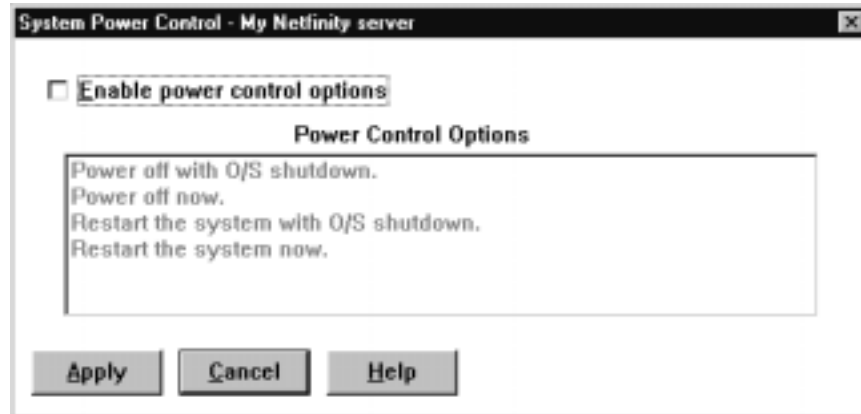 System Power Control - My Netfinity server
Enable power control options
Power Control Options
Power off with O/S shutdown.
Power off now.
Restart the system with O/S shutdown.
Restart the system now.
Apply Cancel Help